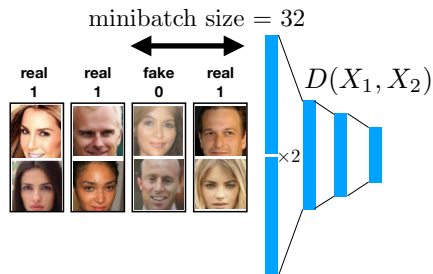 minibatch size = 32
real real fake real
1 1 0 1
D(X₁, X₂)
×2